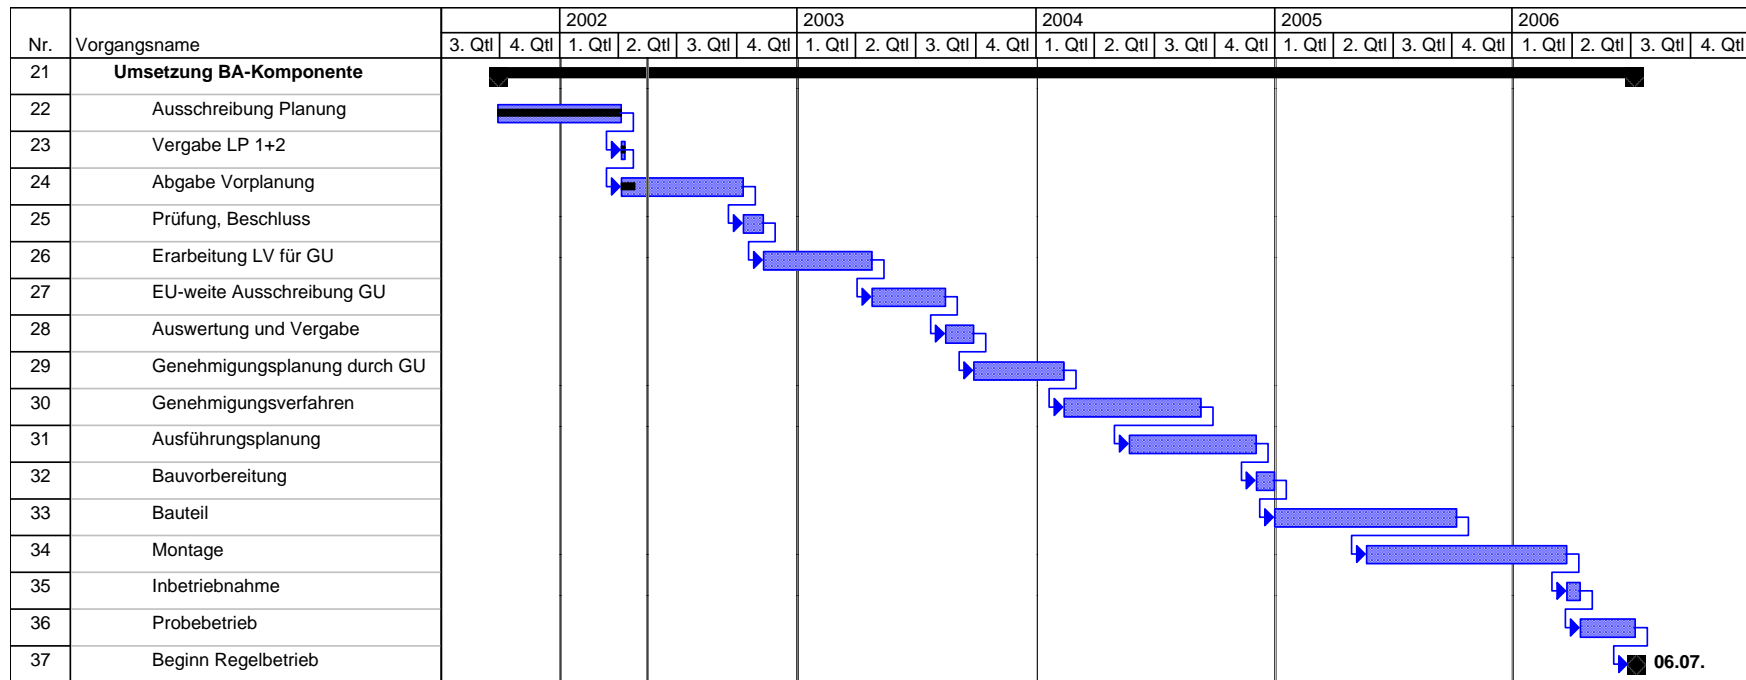 2002 2003 2004 2005 2006
Nr. Vorgangsname 3. Qtl 4. Qtl 1. Qtl 2. Qtl 3. Qtl 4. Qtl 1. Qtl 2. Qtl 3. Qtl 4. Qtl 1. Qtl 2. Qtl 3. Qtl 4. Qtl 1. Qtl 2. Qtl 3. Qtl 4. Qtl 1. Qtl 2. Qtl 3. Qtl 4. Qtl
21 Umsetzung BA-Komponente
22 Ausschreibung Planung
23 Vergabe LP 1+2
24 Abgabe Vorplanung
25 Prüfung, Beschluss
26 Erarbeitung LV für GU
27 EU-weite Ausschreibung GU
28 Auswertung und Vergabe
29 Genehmigungsplanung durch GU
30 Genehmigungsverfahren
31 Ausführungsplanung
32 Bauvorbereitung
33 Bauteil
34 Montage
35 Inbetriebnahme
36 Probebetrieb
37 Beginn Regelbetrieb 06.07.